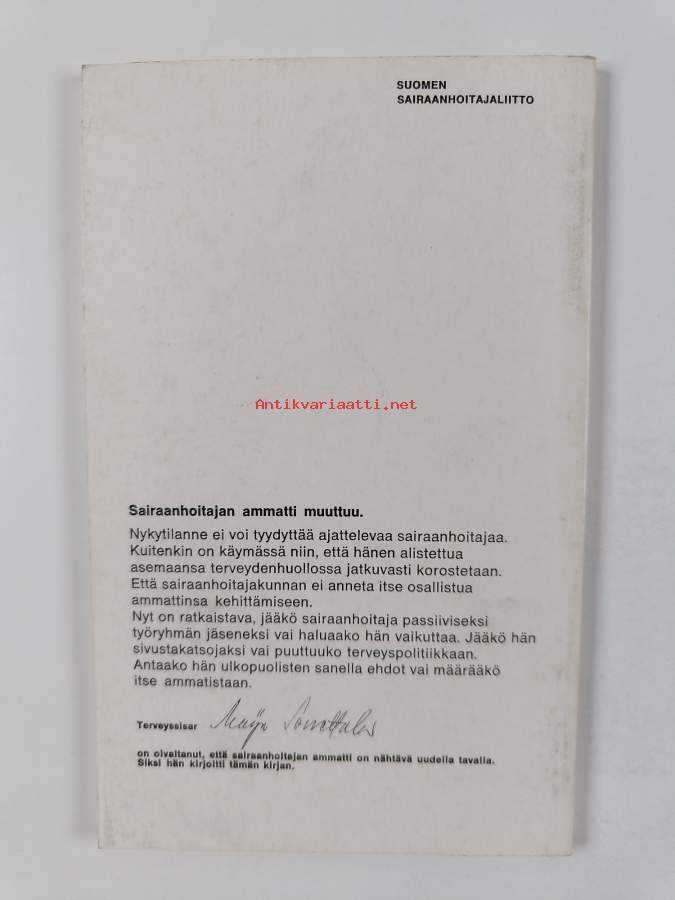 SUOMEN
SAIRAANHOITAJALIITTO
Antikvariaatti.net
Sairaanhoitajan ammatti muuttuu.
Nykytilanne ei voi tyydyttää ajattelevaa sairaanhoitajaa.
Kuitenkin on käymässä niin, että hänen alistettua
asemaansa terveydenhuollossa jatkuvasti korostetaan.
Että sairaanhoitajakunnan ei anneta itse osallistua
ammattinsa kehittämiseen.
Nyt on ratkaistava, jääkö sairaanhoitaja passiiviseksi
työryhmän jäseneksi vai haluaako hän vaikuttaa. Jääkö hän
sivustakatsojaksi vai puuttuuko terveyspolitiikkaan.
Antaako hän ulkopuolisten sanella ehdot vai määrääkö
itse ammatistaan.
Terveyssisar
on oivaltanut, että sairaanhoitajan ammatti on nähtävä uudella tavalla.
Siksi hän kirjoitti tämän kirjan.